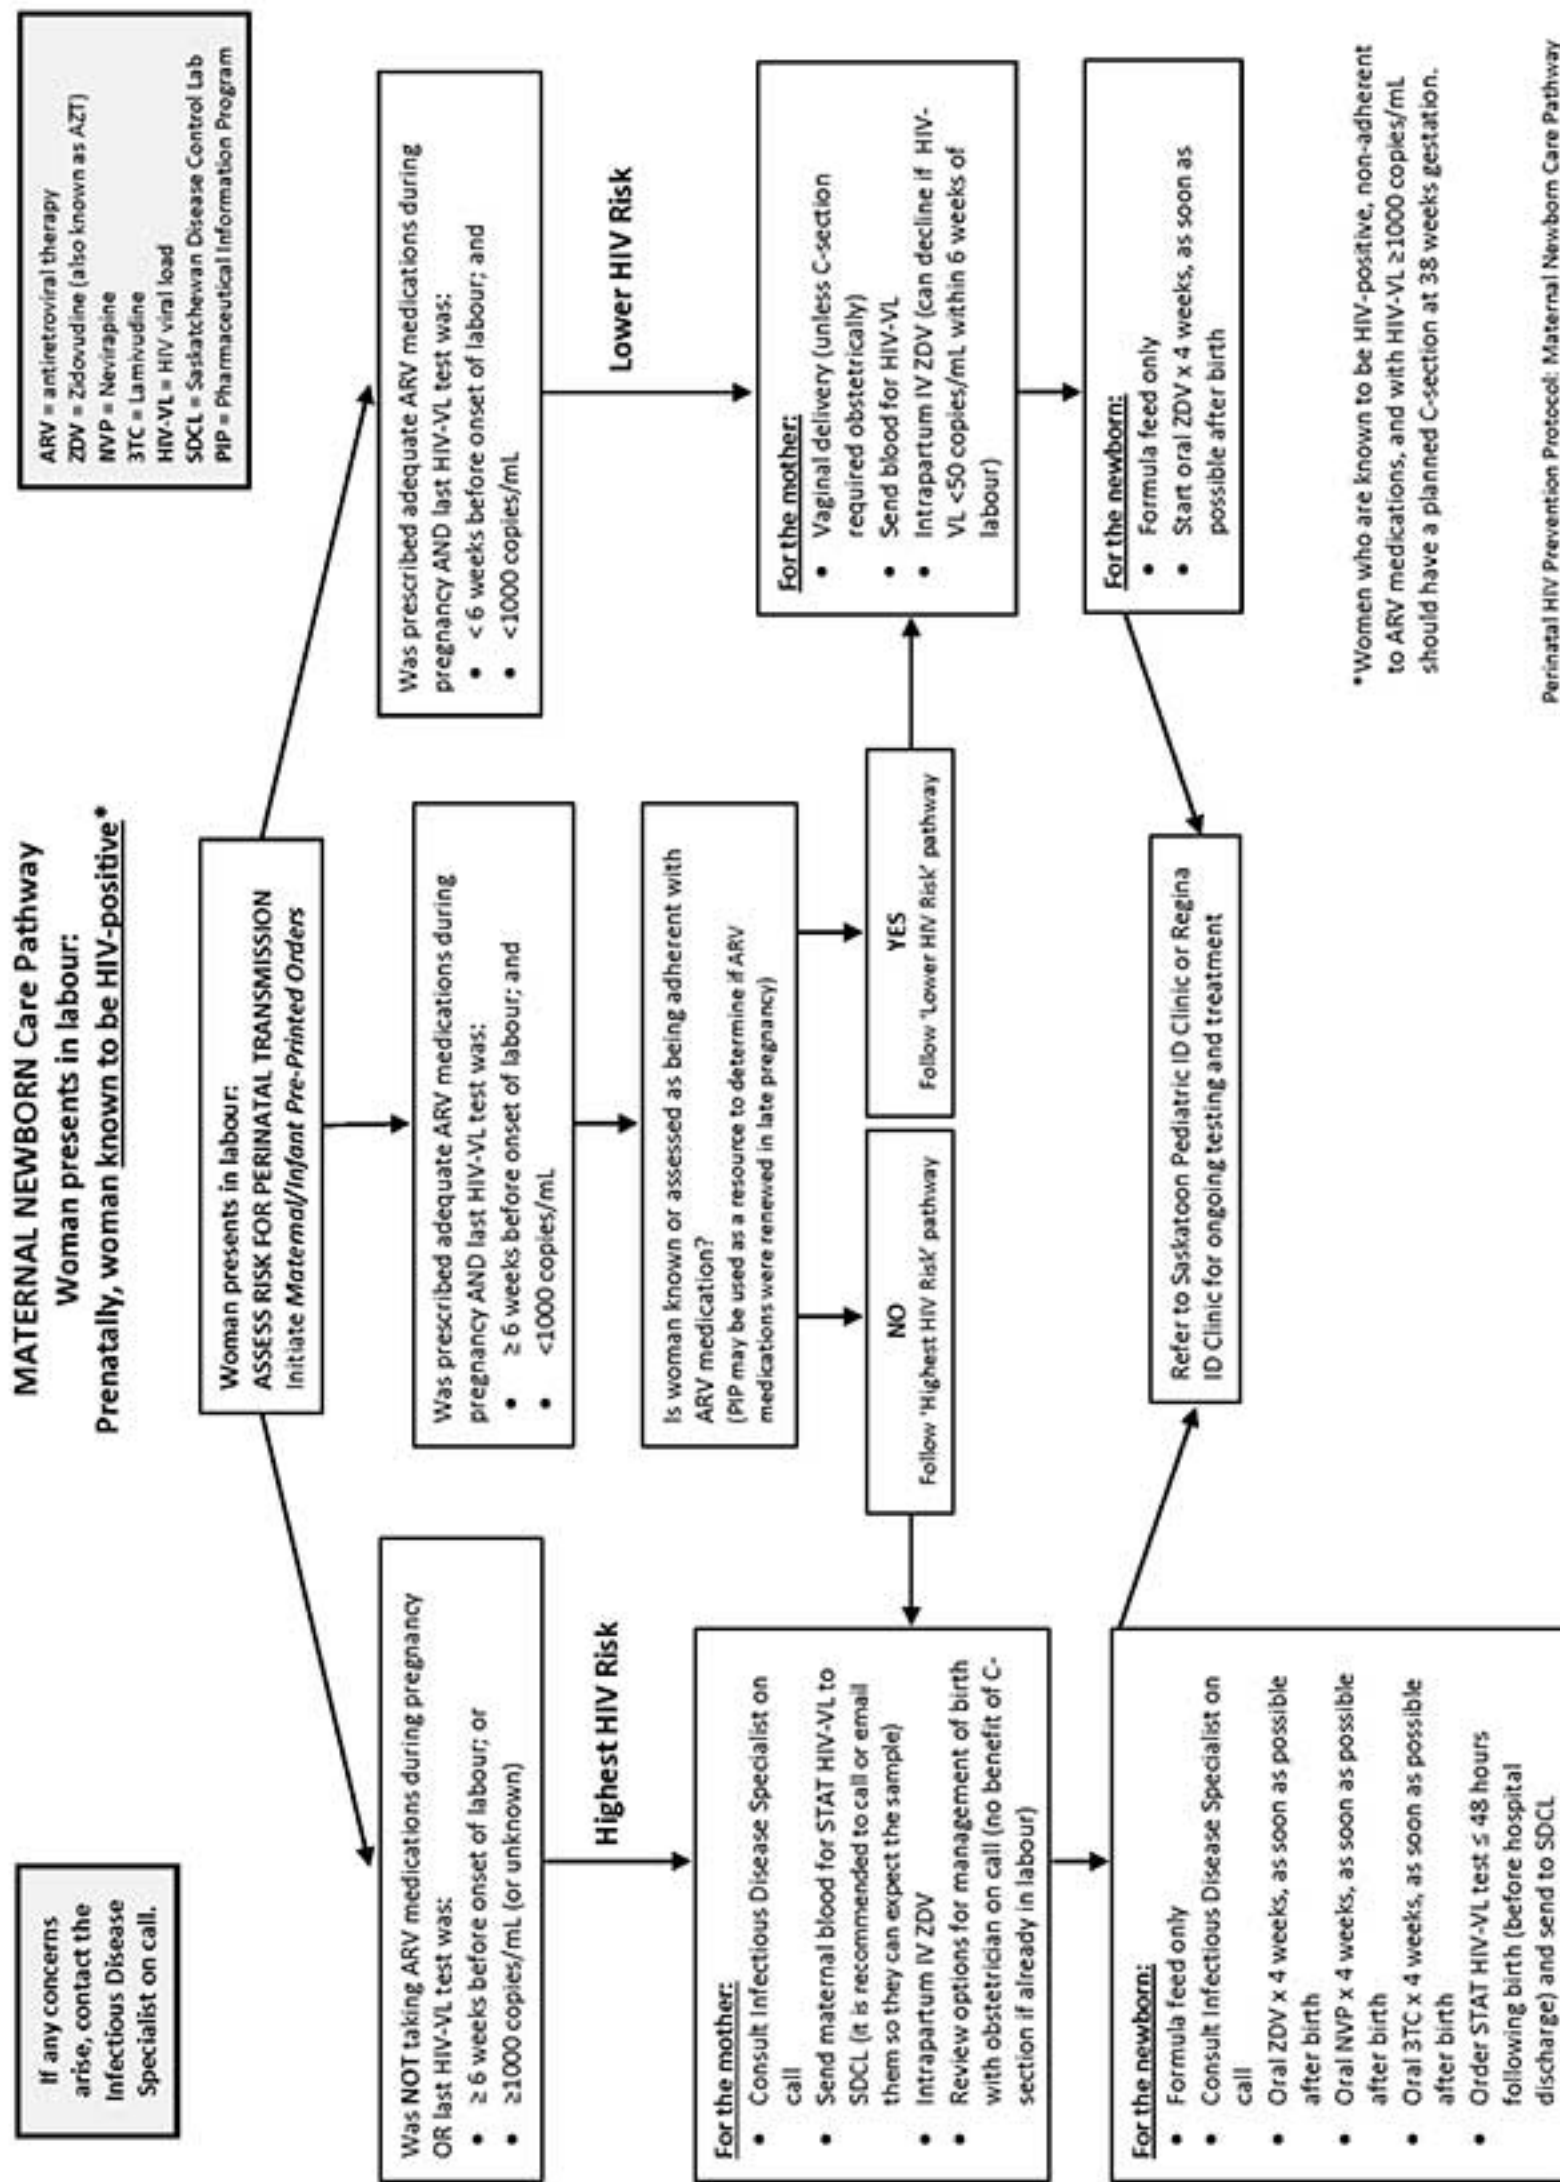 MATERNAL NEWBORN Care Pathway
Woman presents in labour:
Prenatally, woman known to be HIV-positive*
If any concerns
arise, contact the
Infectious Disease
Specialist on call.
ARV = antiretroviral therapy
ZDV = Zidovudine (also known as AZT)
NVP = Nevirapine
3TC = Lamivudine
HIV-VL = HIV viral load
SDCL = Saskatchewan Disease Control Lab
PIP = Pharmaceutical Information Program
Woman presents in labour:
ASSESS RISK FOR PERINATAL TRANSMISSION
Initiate Maternal/Infant Pre-Printed Orders
Was NOT taking ARV medications during pregnancy
OR last HIV-VL test was:
• ≥ 6 weeks before onset of labour; or
• ≥1000 copies/mL (or unknown)
Highest HIV Risk
Was prescribed adequate ARV medications during
pregnancy AND last HIV-VL test was:
• ≥ 6 weeks before onset of labour; and
• <1000 copies/mL
Was prescribed adequate ARV medications during
pregnancy AND last HIV-VL test was:
• < 6 weeks before onset of labour; and
• <1000 copies/mL
Lower HIV Risk
Is woman known or assessed as being adherent with
ARV medication?
(PIP may be used as a resource to determine if ARV
medications were renewed in late pregnancy)
NO
Follow 'Highest HIV Risk' pathway
YES
Follow 'Lower HIV Risk' pathway
For the mother:
• Consult Infectious Disease Specialist on
call
• Send maternal blood for STAT HIV-VL to
SDCL (it is recommended to call or email
them so they can expect the sample)
• Intrapartum IV ZDV
• Review options for management of birth
with obstetrician on call (no benefit of C-
section if already in labour)
For the mother:
• Vaginal delivery (unless C-section
required obstetrically)
• Send blood for HIV-VL
• Intrapartum IV ZDV (can decline if HIV-
VL <50 copies/mL within 6 weeks of
labour)
For the newborn:
• Formula feed only
• Consult Infectious Disease Specialist on
call
• Oral ZDV x 4 weeks, as soon as possible
after birth
• Oral NVP x 4 weeks, as soon as possible
after birth
• Oral 3TC x 4 weeks, as soon as possible
after birth
• Order STAT HIV-VL test ≤ 48 hours
following birth (before hospital
discharge) and send to SDCL
Refer to Saskatoon Pediatric ID Clinic or Regina
ID Clinic for ongoing testing and treatment
For the newborn:
• Formula feed only
• Start oral ZDV x 4 weeks, as soon as
possible after birth
*Women who are known to be HIV-positive, non-adherent
to ARV medications, and with HIV-VL ≥1000 copies/mL
should have a planned C-section at 38 weeks gestation.
Perinatal HIV Prevention Protocol: Maternal Newborn Care Pathway